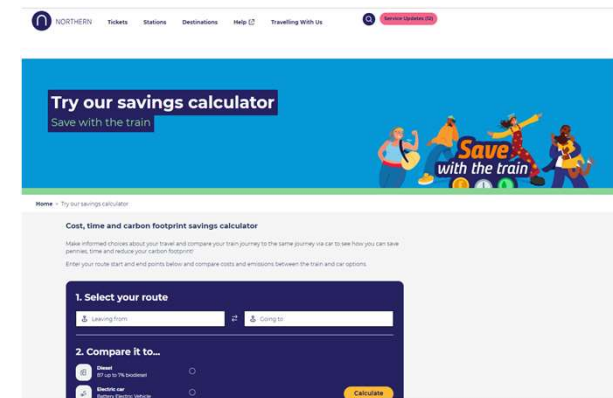 NORTHERN Tickets Stations Destinations Help Travelling With Us Service Updates (12)
Try our savings calculator
Save with the train
Save
with the train
Home > Try our savings calculator
Cost, time and carbon footprint savings calculator
Make informed choices about your travel and compare your train journey to the same journey via car to see how you can save
pennies, time and reduce your carbon footprint!
Enter your route start and end points below and compare costs and emissions between the train and car options.
1. Select your route
Leaving from Going to
2. Compare it to...
Diesel
B7 up to 7% biodiesel
Electric car
Battery Electric Vehicle
Calculate